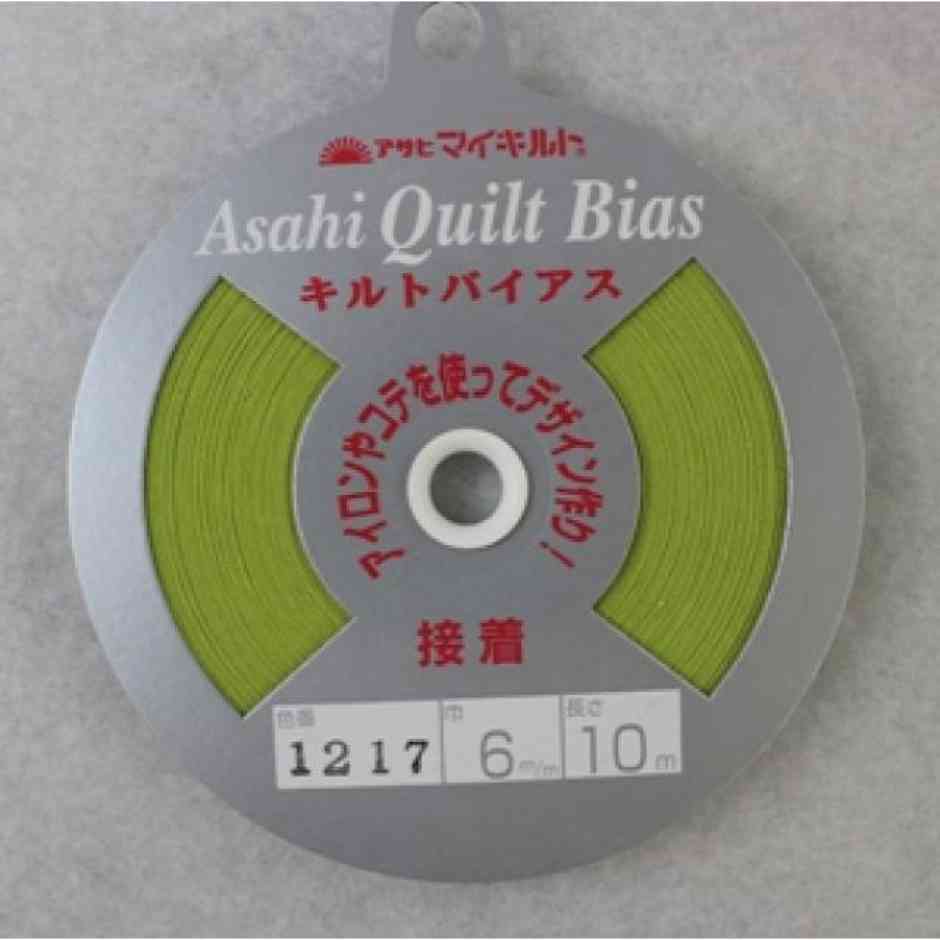 アサヒマイキルト
Asahi Quilt Bias
キルトバイアス
アイロンやコテを使ってデザイン作り!
接着
色番 巾 長さ
1217 6m/m 10m